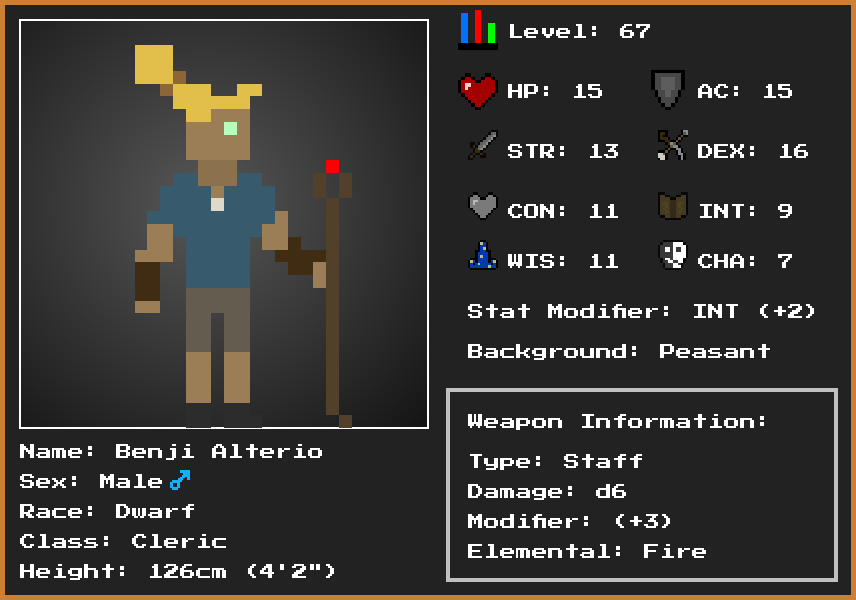 Level: 67
HP: 15 AC: 15
STR: 13 DEX: 16
CON: 11 INT: 9
WIS: 11 CHA: 7
Stat Modifier: INT (+2)
Background: Peasant
Weapon Information:
Type: Staff
Damage: d6
Modifier: (+3)
Elemental: Fire
Name: Benji Alterio
Sex: Male♂
Race: Dwarf
Class: Cleric
Height: 126cm (4'2")